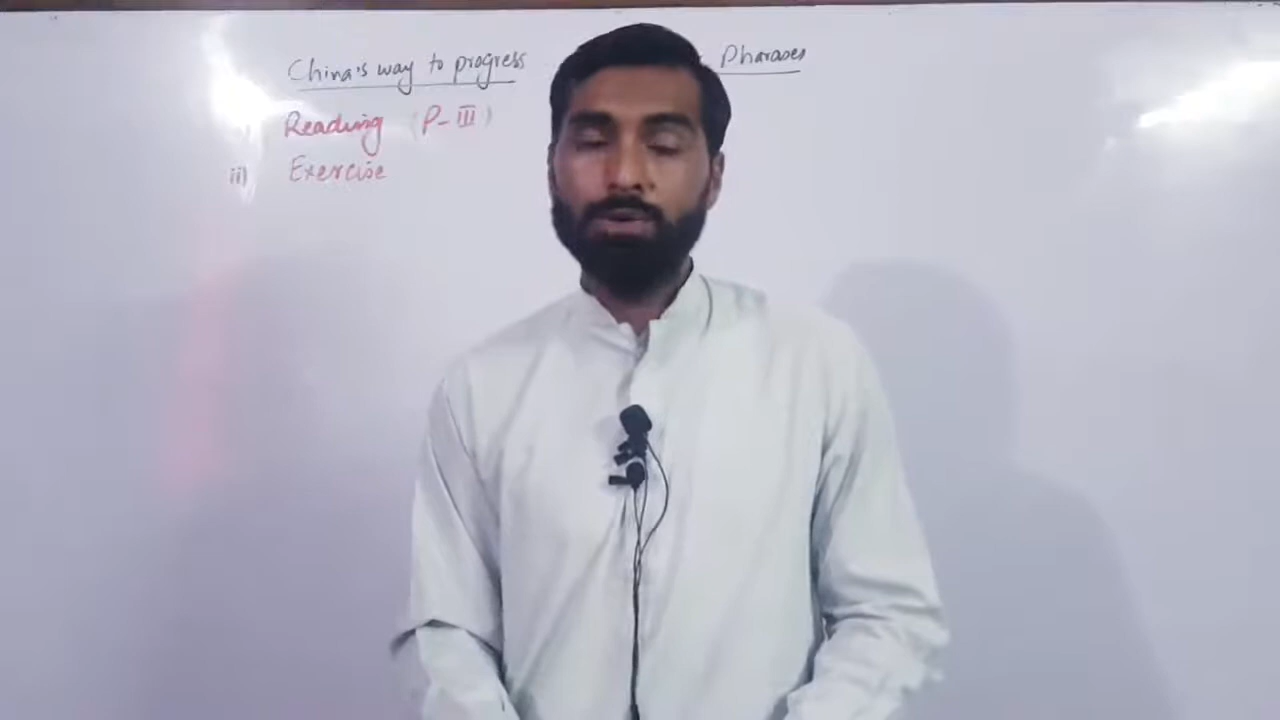 China's way to progress
Pharases
i) Reading (P-III)
ii) Exercise